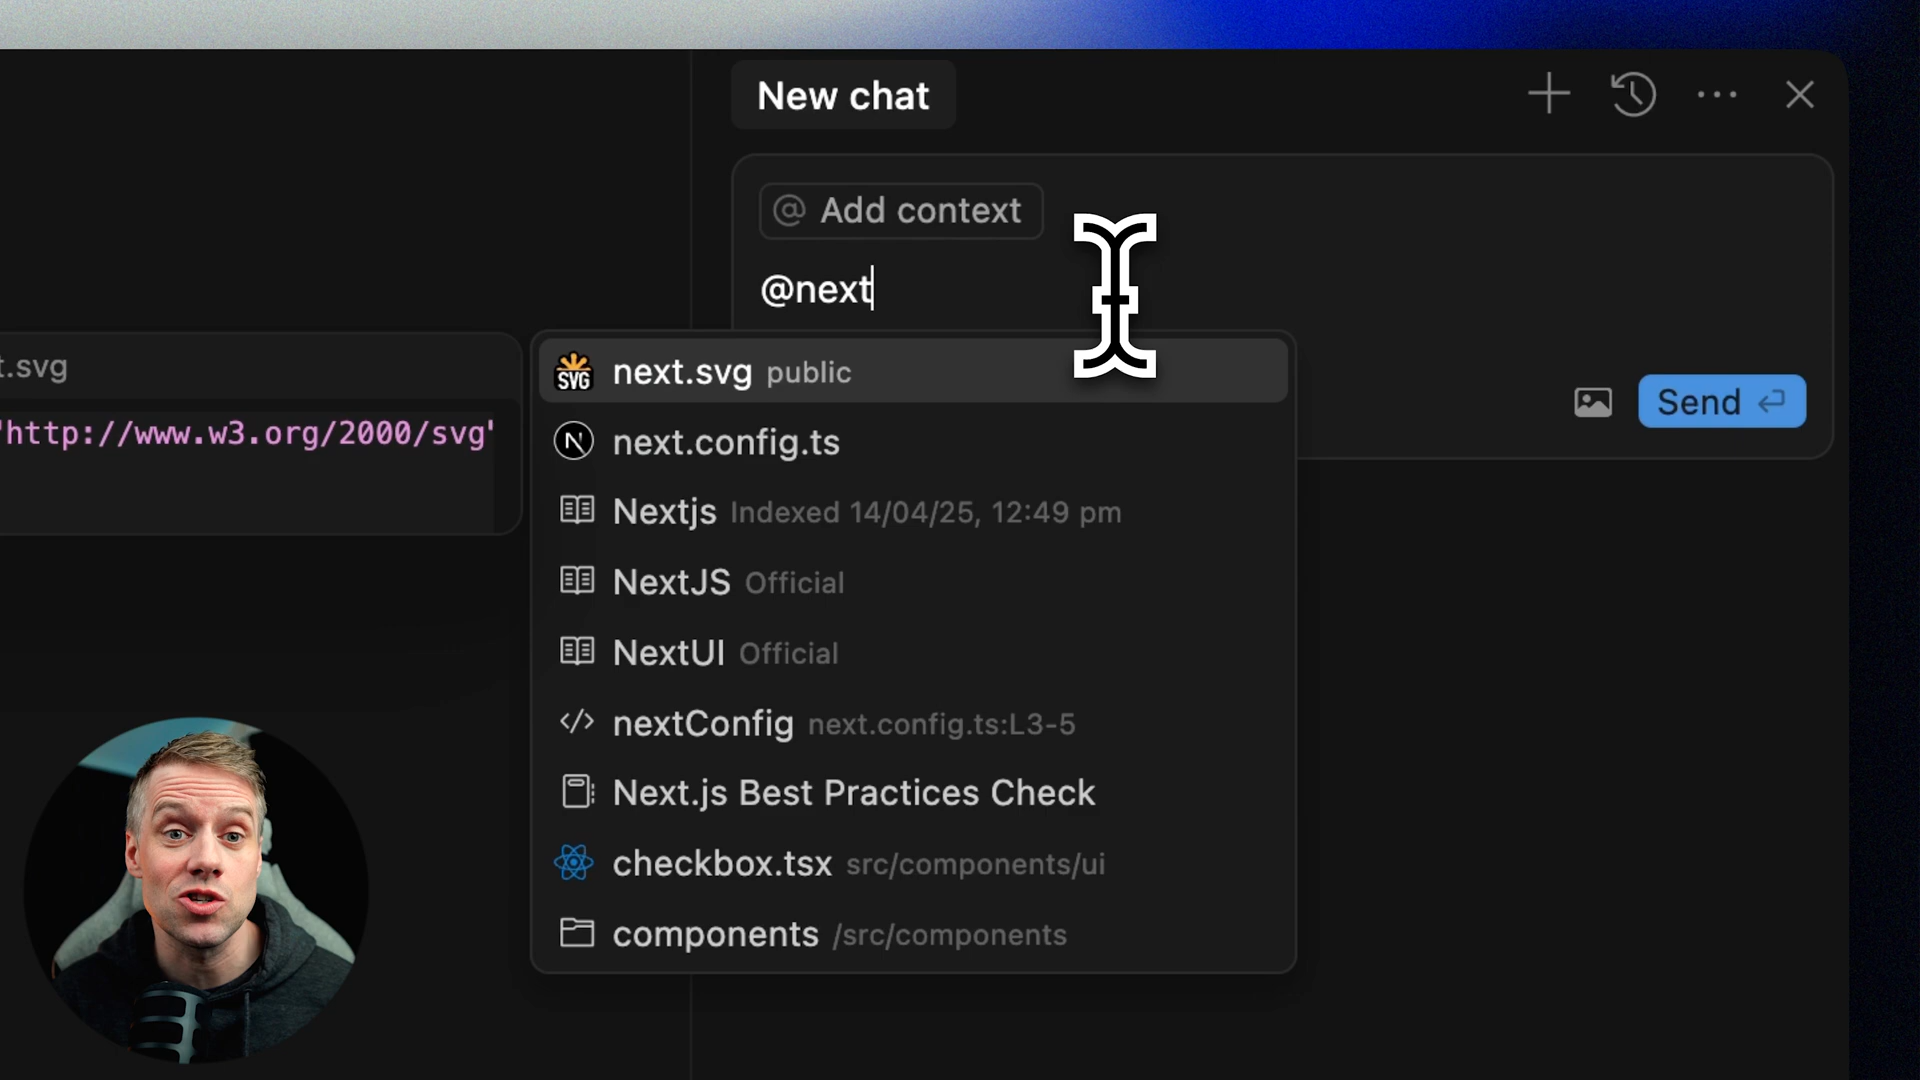 New chat
@ Add context
@next
t.svg
'http://www.w3.org/2000/svg'
Send
SVG next.svg public
N next.config.ts
Nextjs Indexed 14/04/25, 12:49 pm
NextJS Official
NextUI Official
</> nextConfig next.config.ts:L3-5
Next.js Best Practices Check
checkbox.tsx src/components/ui
components /src/components